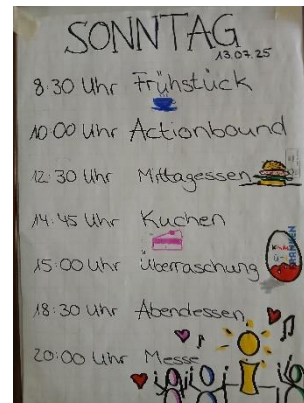 SONNTAG
13.07.25
8:30 Uhr Frühstück
10:00 Uhr Actionbound
12:30 Uhr Mittagessen
14:45 Uhr Kuchen
15:00 Uhr Überraschung
18:30 Uhr Abendessen
20:00 Uhr Messe